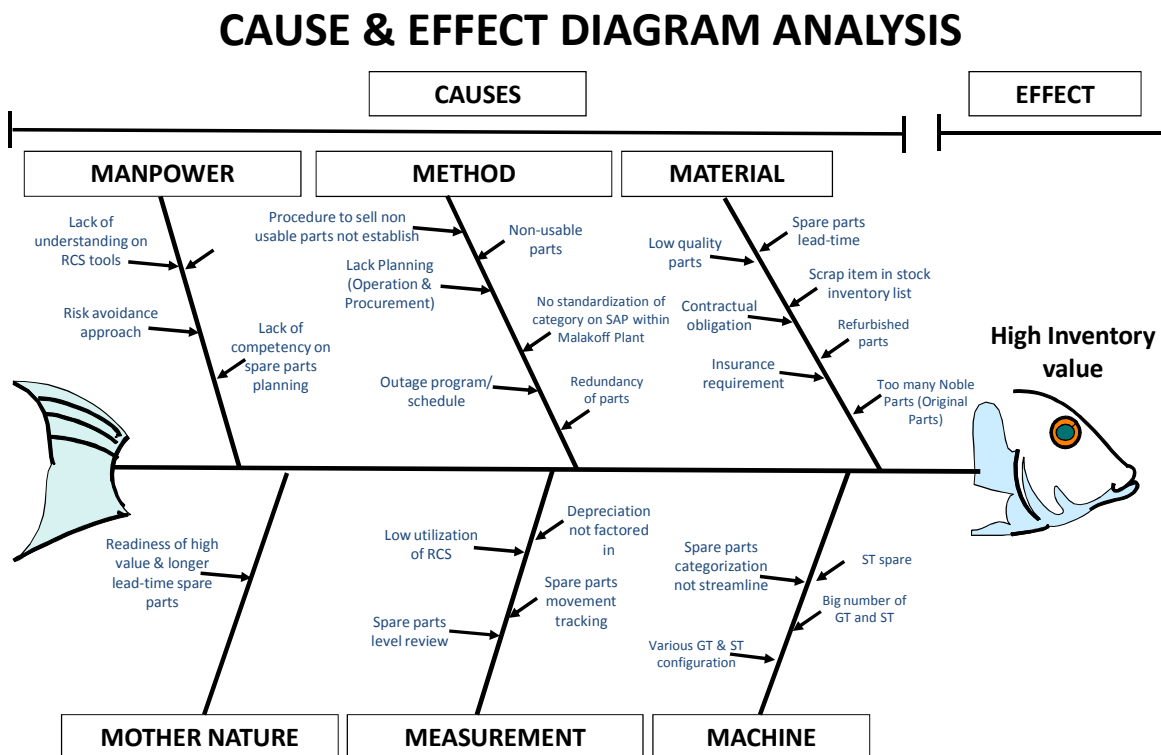 CAUSE & EFFECT DIAGRAM ANALYSIS
CAUSES
EFFECT
MANPOWER
METHOD
MATERIAL
Lack of
understanding on
RCS tools
Risk avoidance
approach
Lack of
competency on
spare parts
planning
Procedure to sell non
usable parts not establish
Non-usable
parts
Lack Planning
(Operation &
Procurement)
No standardization of
category on SAP within
Malakoff Plant
Outage program/
schedule
Redundancy
of parts
Spare parts
lead-time
Low quality
parts
Scrap item in stock
inventory list
Contractual
obligation
Refurbished
parts
Insurance
requirement
Too many Noble
Parts (Original
Parts)
High Inventory
value
Readiness of high
value & longer
lead-time spare
parts
Low utilization
of RCS
Depreciation
not factored
in
Spare parts
movement
tracking
Spare parts
level review
Spare parts
categorization
not streamline
ST spare
Big number of
GT and ST
Various GT & ST
configuration
MOTHER NATURE
MEASUREMENT
MACHINE